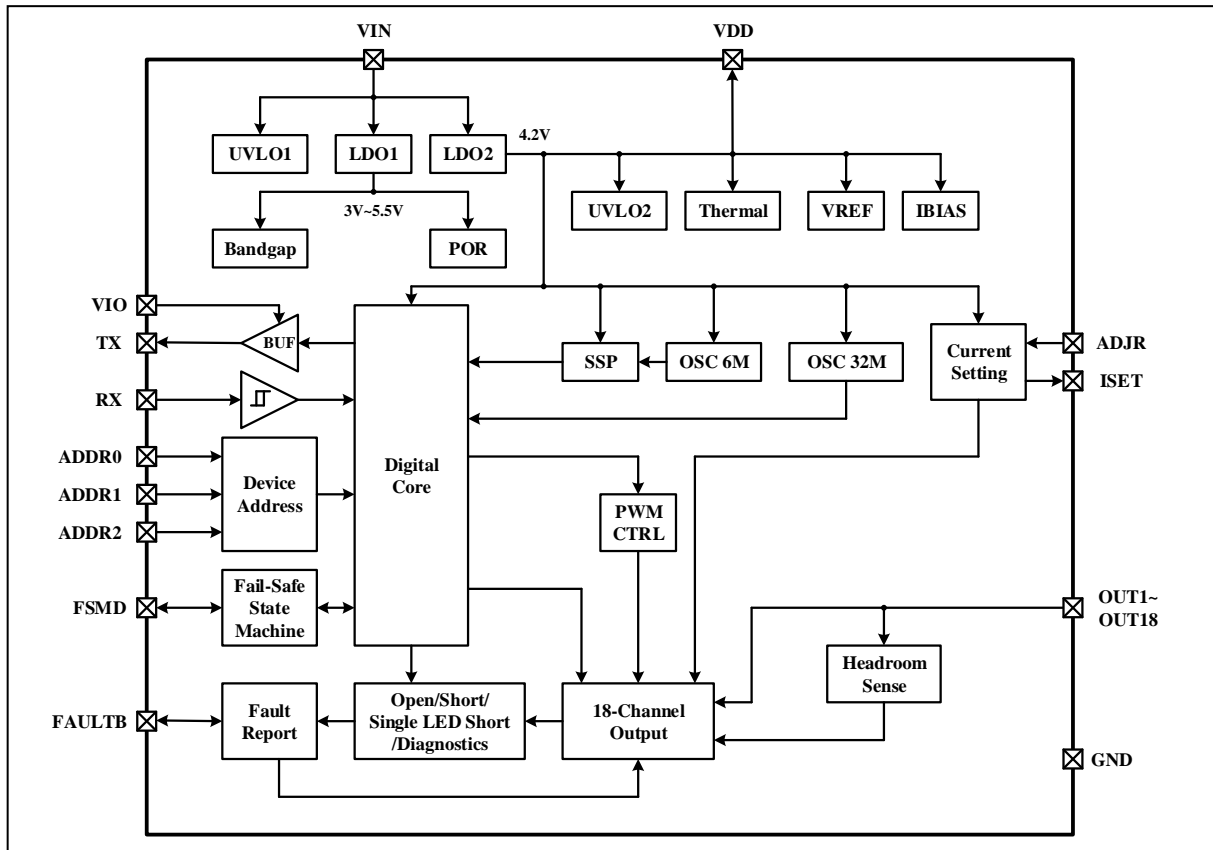 VIN
VDD
UVLO1
LDO1
LDO2
4.2V
3V~5.5V
UVLO2
Thermal
VREF
IBIAS
Bandgap
POR
VIO
TX
BUF
RX
SSP
OSC 6M
OSC 32M
Current
Setting
ADJR
ISET
ADDR0
ADDR1
ADDR2
Device
Address
Digital
Core
PWM
CTRL
FSMD
Fail-Safe
State
Machine
OUT1~
OUT18
Headroom
Sense
FAULTB
Fault
Report
Open/Short/
Single LED Short
/Diagnostics
18-Channel
Output
GND